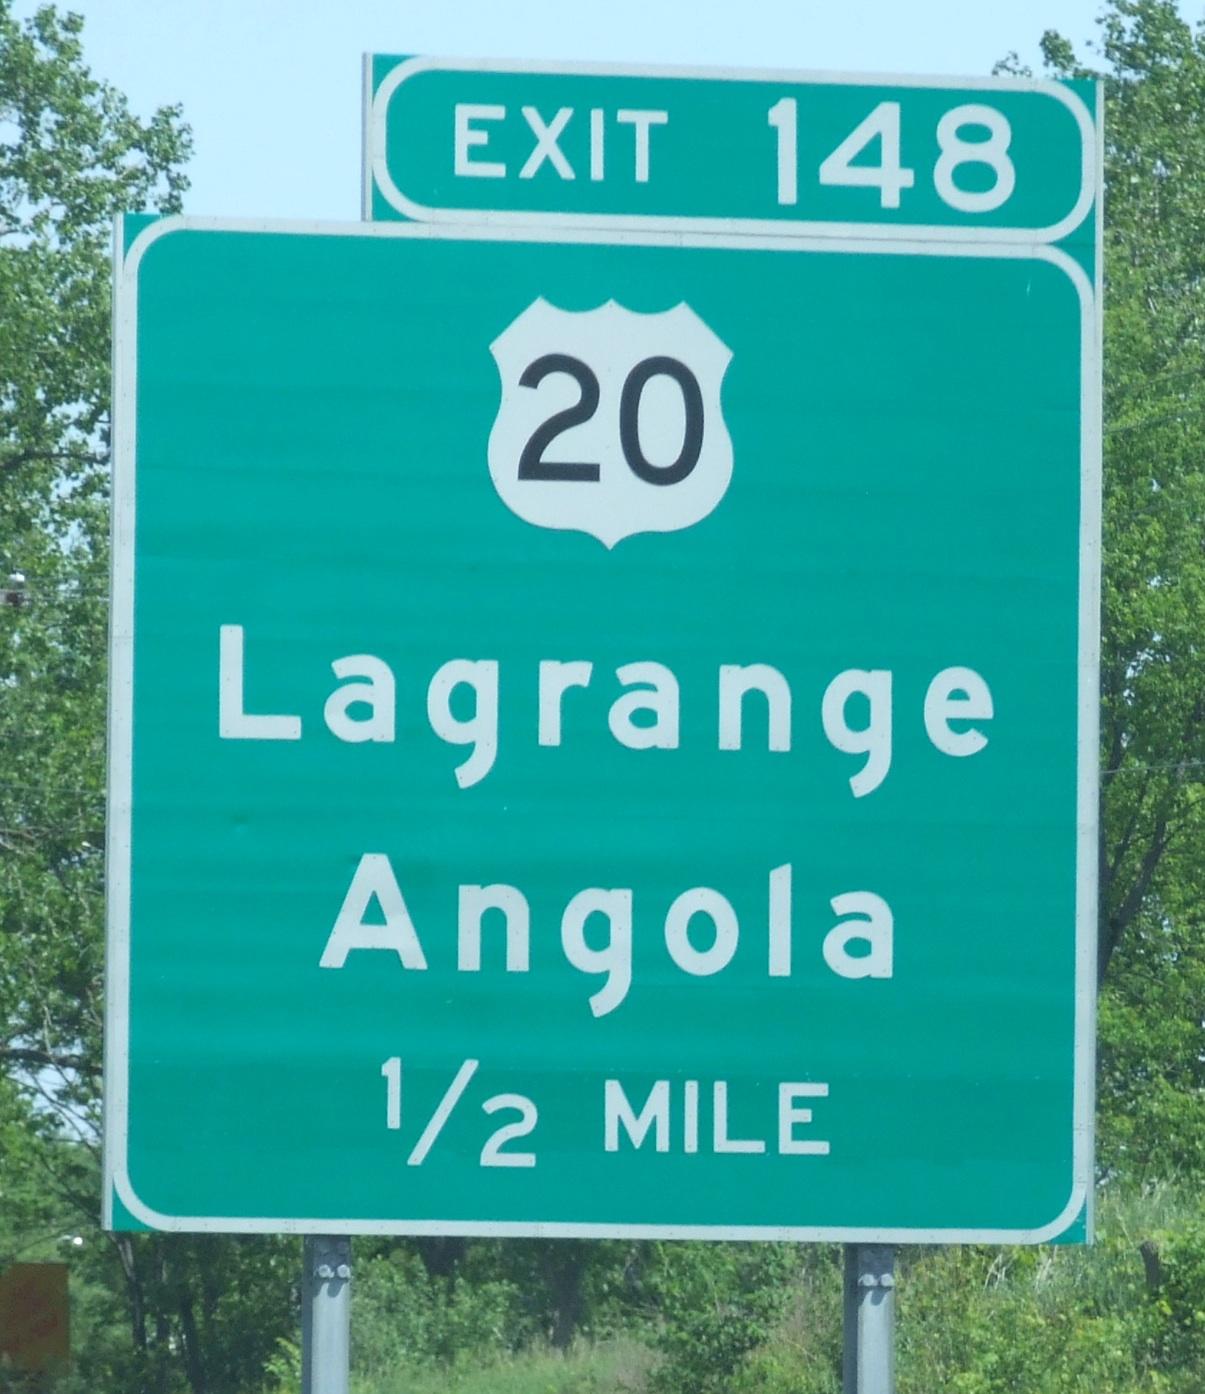 EXIT 148
20
Lagrange
Angola
1/2 MILE